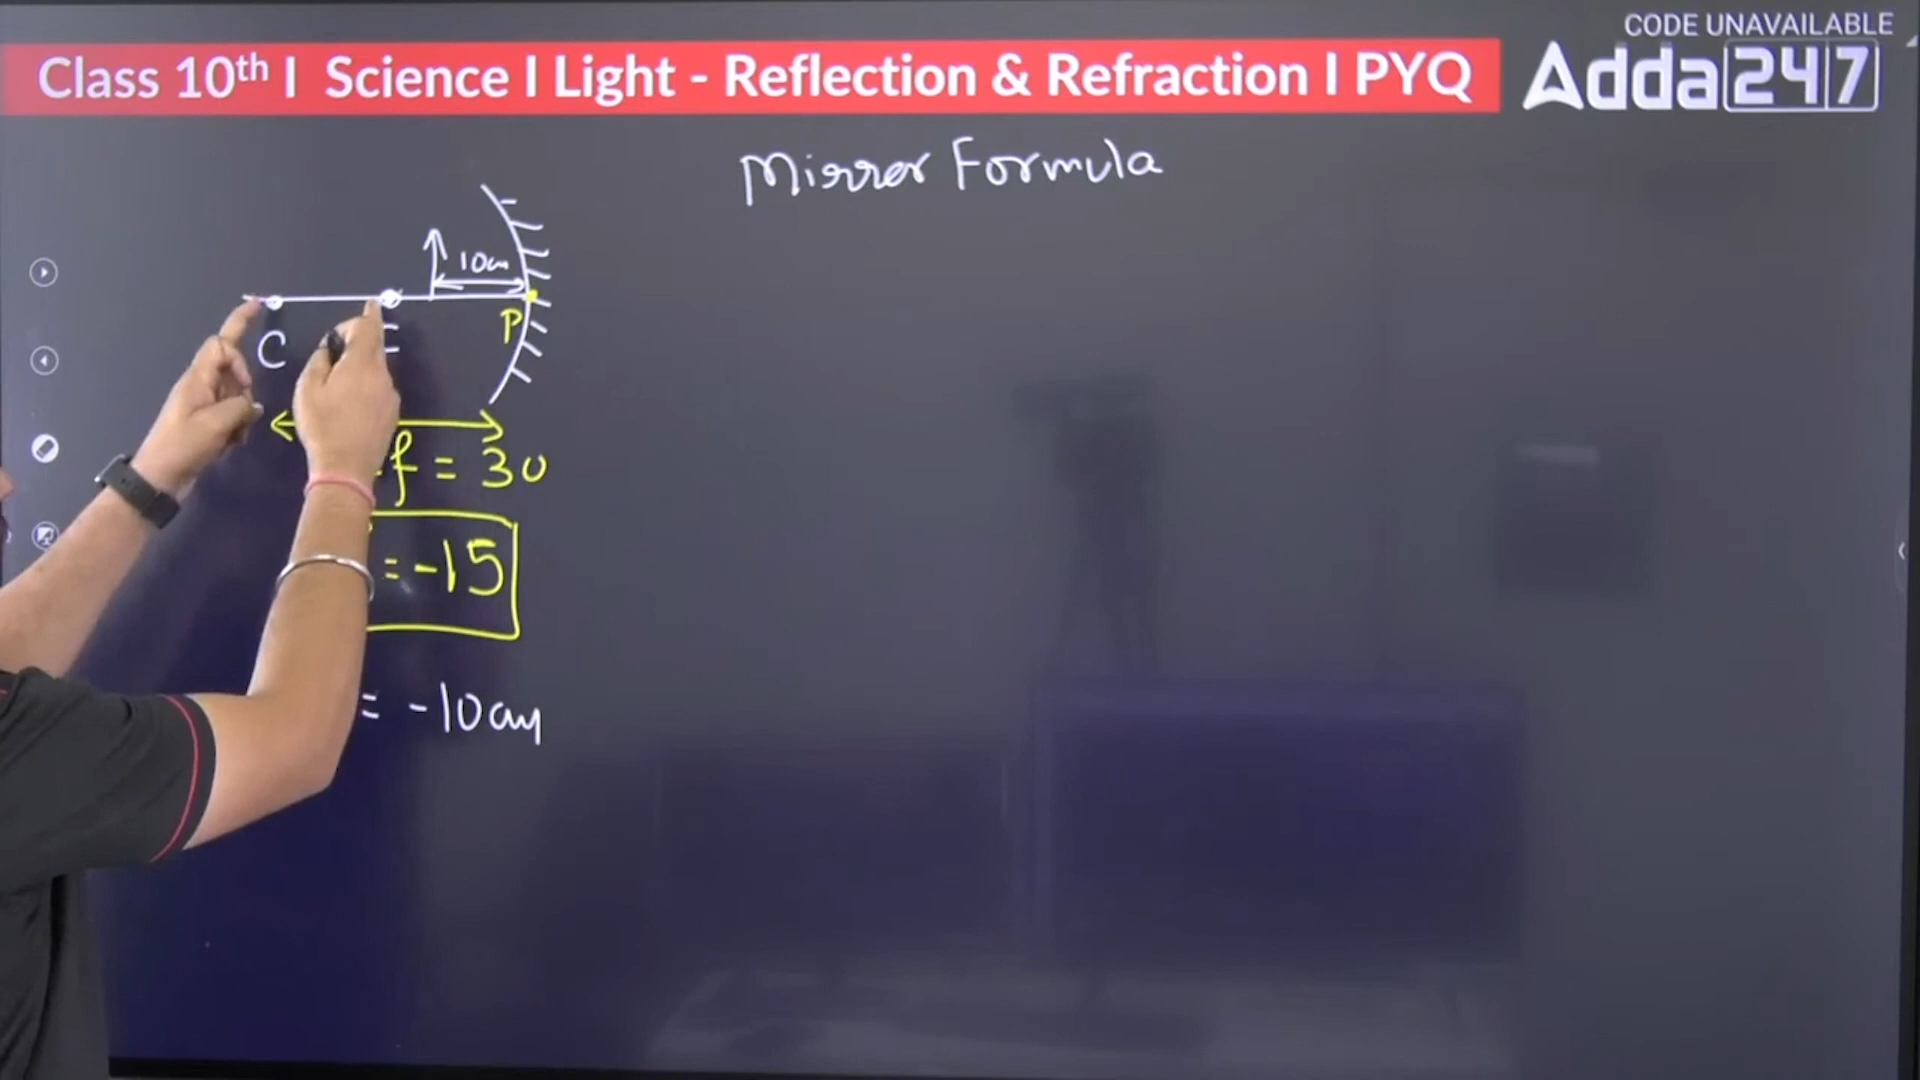 CODE UNAVAILABLE
Class 10th I Science I Light - Reflection & Refraction I PYQ
Adda247
Mirror Formula
10cm
P
C
f = 30
= -15
= -10cm